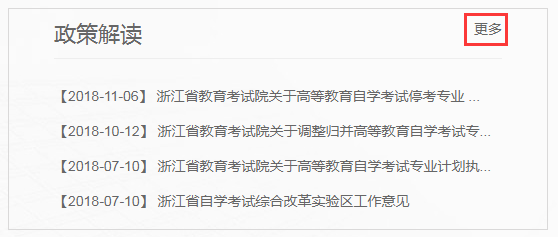 政策解读
更多
【2018-11-06】 浙江省教育考试院关于高等教育自学考试停考专业 ...
【2018-10-12】 浙江省教育考试院关于调整归并高等教育自学考试专...
【2018-07-10】 浙江省教育考试院关于高等教育自学考试专业计划执...
【2018-07-10】 浙江省自学考试综合改革实验区工作意见